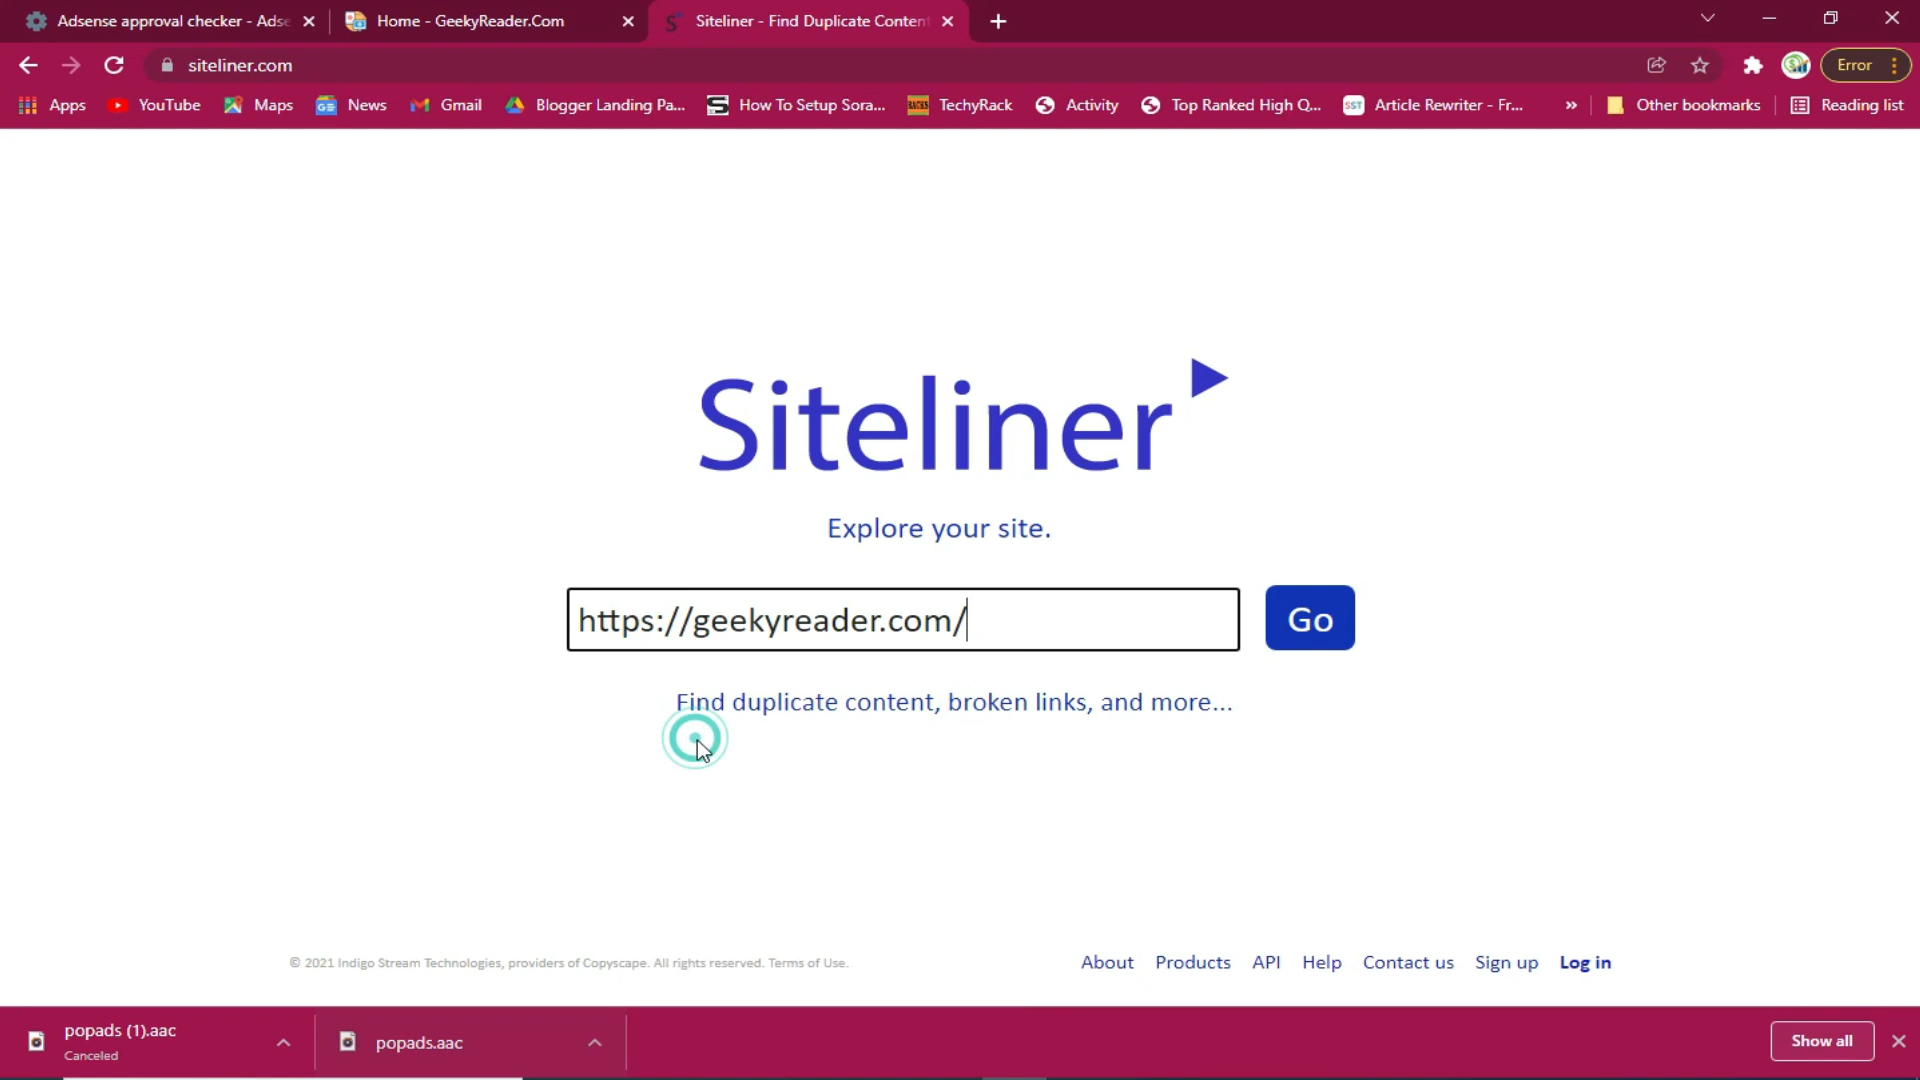 Adsense approval checker - Adse
Home - GeekyReader.Com
Siteliner - Find Duplicate Content
siteliner.com
Error
Apps
YouTube
Maps
News
Gmail
Blogger Landing Pa...
How To Setup Sora...
TechyRack
Activity
Top Ranked High Q...
Article Rewriter - Fr...
»
Other bookmarks
Reading list
Siteliner
Explore your site.
https://geekyreader.com/
Go
Find duplicate content, broken links, and more...
© 2021 Indigo Stream Technologies, providers of Copyscape. All rights reserved. Terms of Use.
About Products API Help Contact us Sign up Log in
popads (1).aac
Canceled
popads.aac
Show all